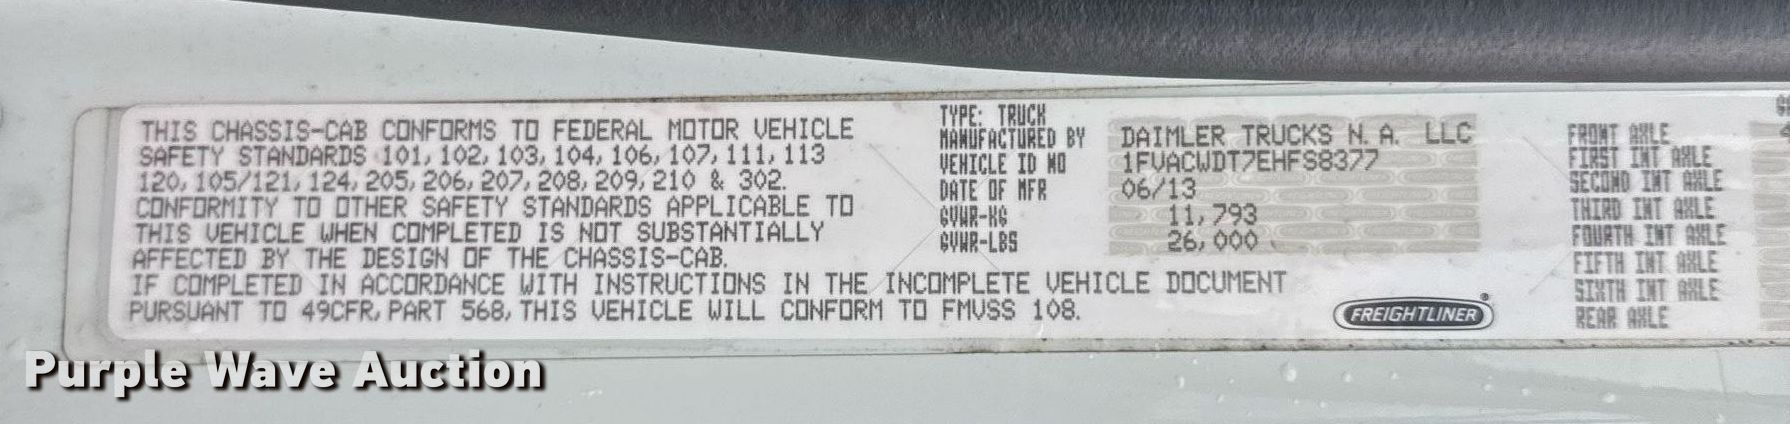 THIS CHASSIS-CAB CONFORMS TO FEDERAL MOTOR VEHICLE
SAFETY STANDARDS 101, 102, 103, 104, 106, 107, 111, 113
120, 105/121, 124, 205, 206, 207, 208, 209, 210 & 302.
CONFORMITY TO OTHER SAFETY STANDARDS APPLICABLE TO
THIS VEHICLE WHEN COMPLETED IS NOT SUBSTANTIALLY
AFFECTED BY THE DESIGN OF THE CHASSIS-CAB.
IF COMPLETED IN ACCORDANCE WITH INSTRUCTIONS IN THE INCOMPLETE VEHICLE DOCUMENT
PURSUANT TO 49CFR, PART 568, THIS VEHICLE WILL CONFORM TO FMVSS 108.
TYPE: TRUCK
MANUFACTURED BY DAIMLER TRUCKS N. A. LLC
VEHICLE ID NO 1FVACWDT7EHFS8377
DATE OF MFR 06/13
GVWR-KG 11,793
GVWR-LBS 26,000
FREIGHTLINER®
FRONT AXLE
FIRST INT AXLE
SECOND INT AXLE
THIRD INT AXLE
FOURTH INT AXLE
FIFTH INT AXLE
SIXTH INT AXLE
REAR AXLE
Purple Wave Auction